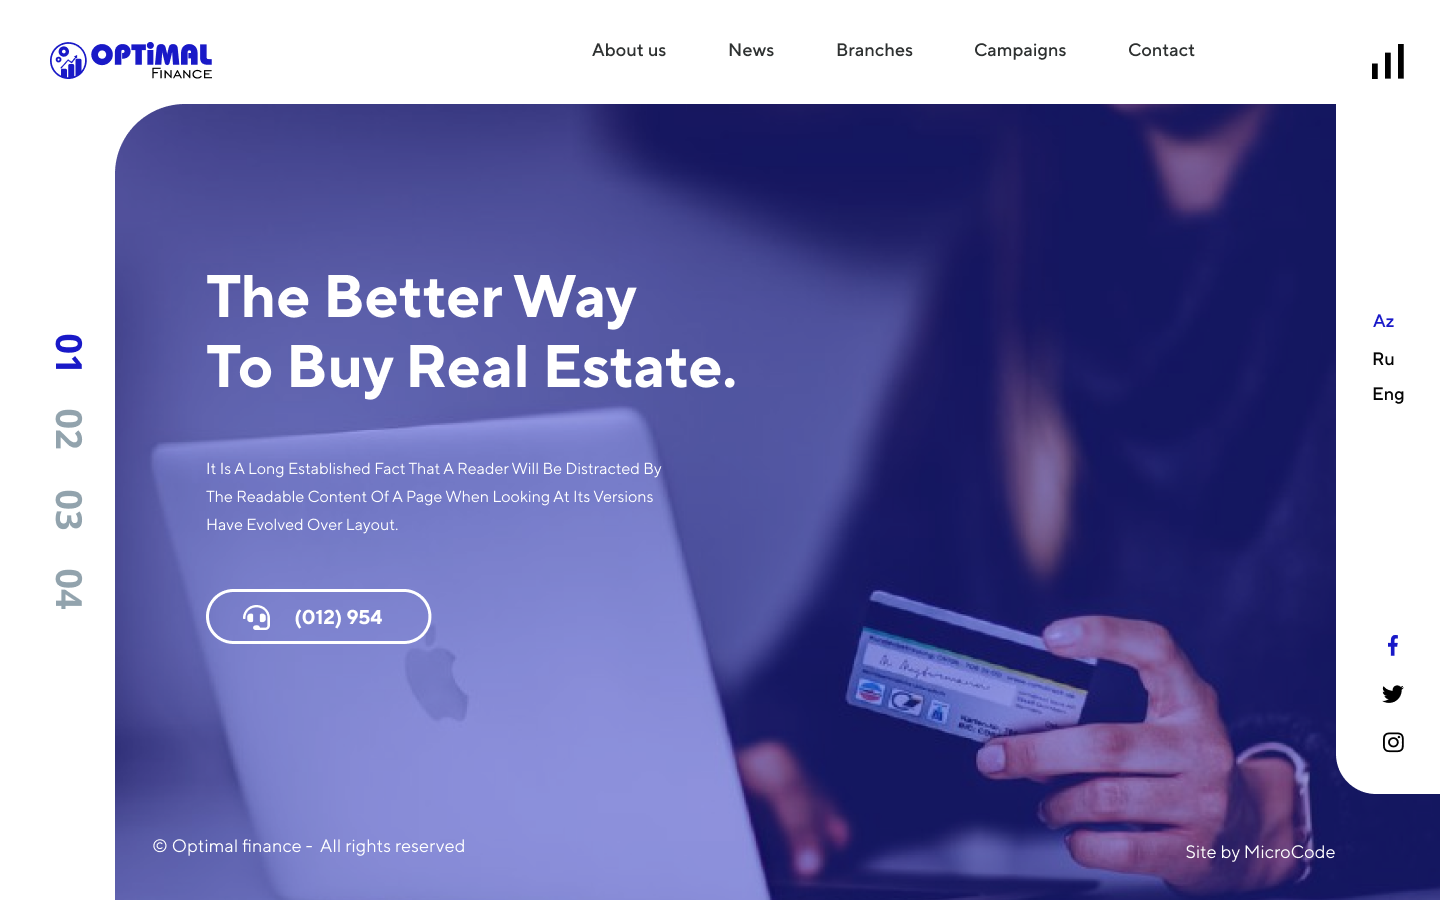 OPTIMAL
FINANCE
About us
News
Branches
Campaigns
Contact
01
02
03
04
The Better Way
To Buy Real Estate.
It Is A Long Established Fact That A Reader Will Be Distracted By
The Readable Content Of A Page When Looking At Its Versions
Have Evolved Over Layout.
(012) 954
Az
Ru
Eng
© Optimal finance - All rights reserved
Site by MicroCode